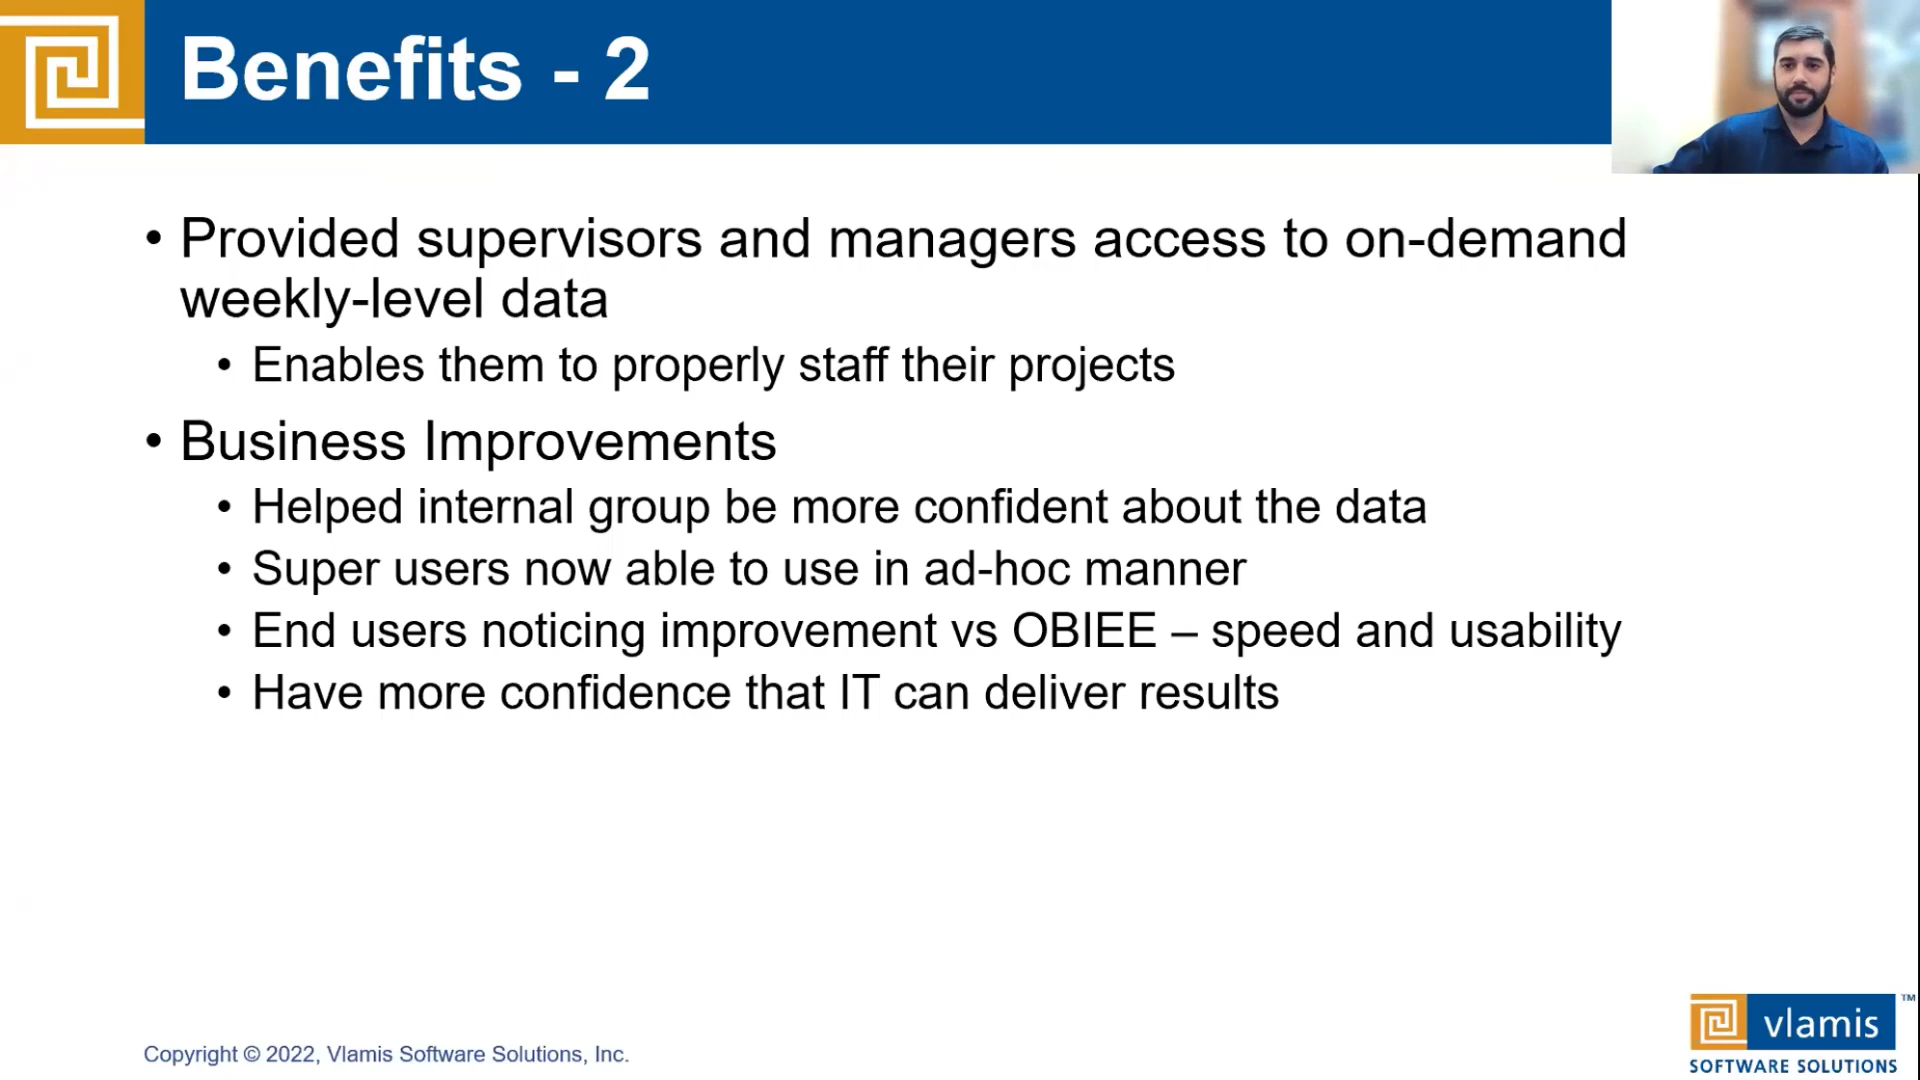 Benefits - 2
• Provided supervisors and managers access to on-demand
weekly-level data
• Enables them to properly staff their projects
• Business Improvements
• Helped internal group be more confident about the data
• Super users now able to use in ad-hoc manner
• End users noticing improvement vs OBIEE – speed and usability
• Have more confidence that IT can deliver results
Copyright © 2022, Vlamis Software Solutions, Inc.
vlamis™
SOFTWARE SOLUTIONS